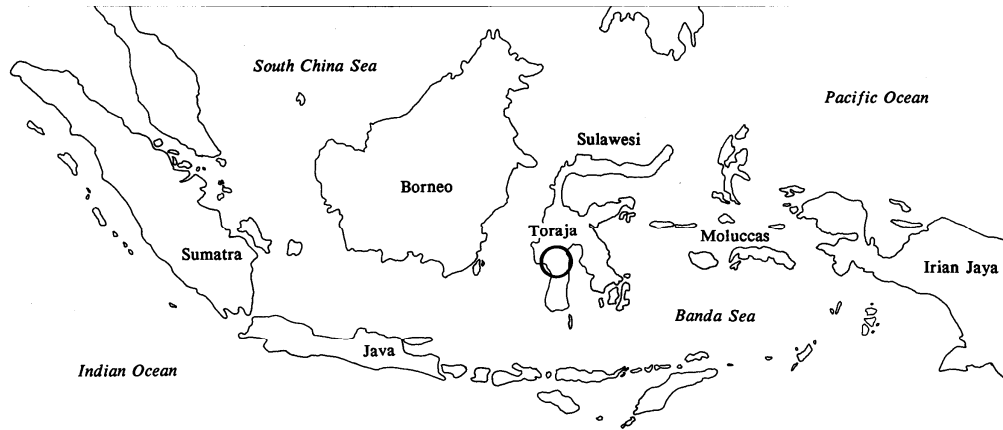 South China Sea
Pacific Ocean
Sulawesi
Borneo
Toraja
Moluccas
Sumatra
Irian Jaya
Banda Sea
Java
Indian Ocean